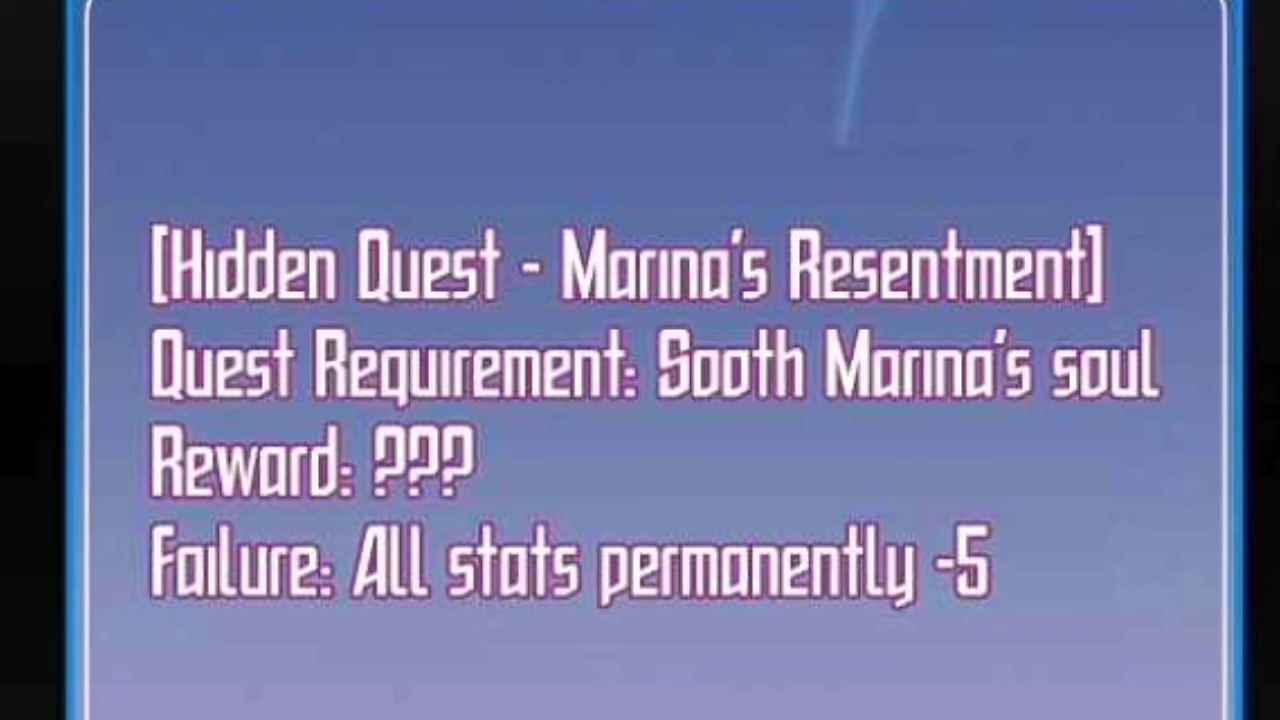 [Hidden Quest - Marina's Resentment]
Quest Requirement: Sooth Marina's soul
Reward: ???
Failure: All stats permanently -5